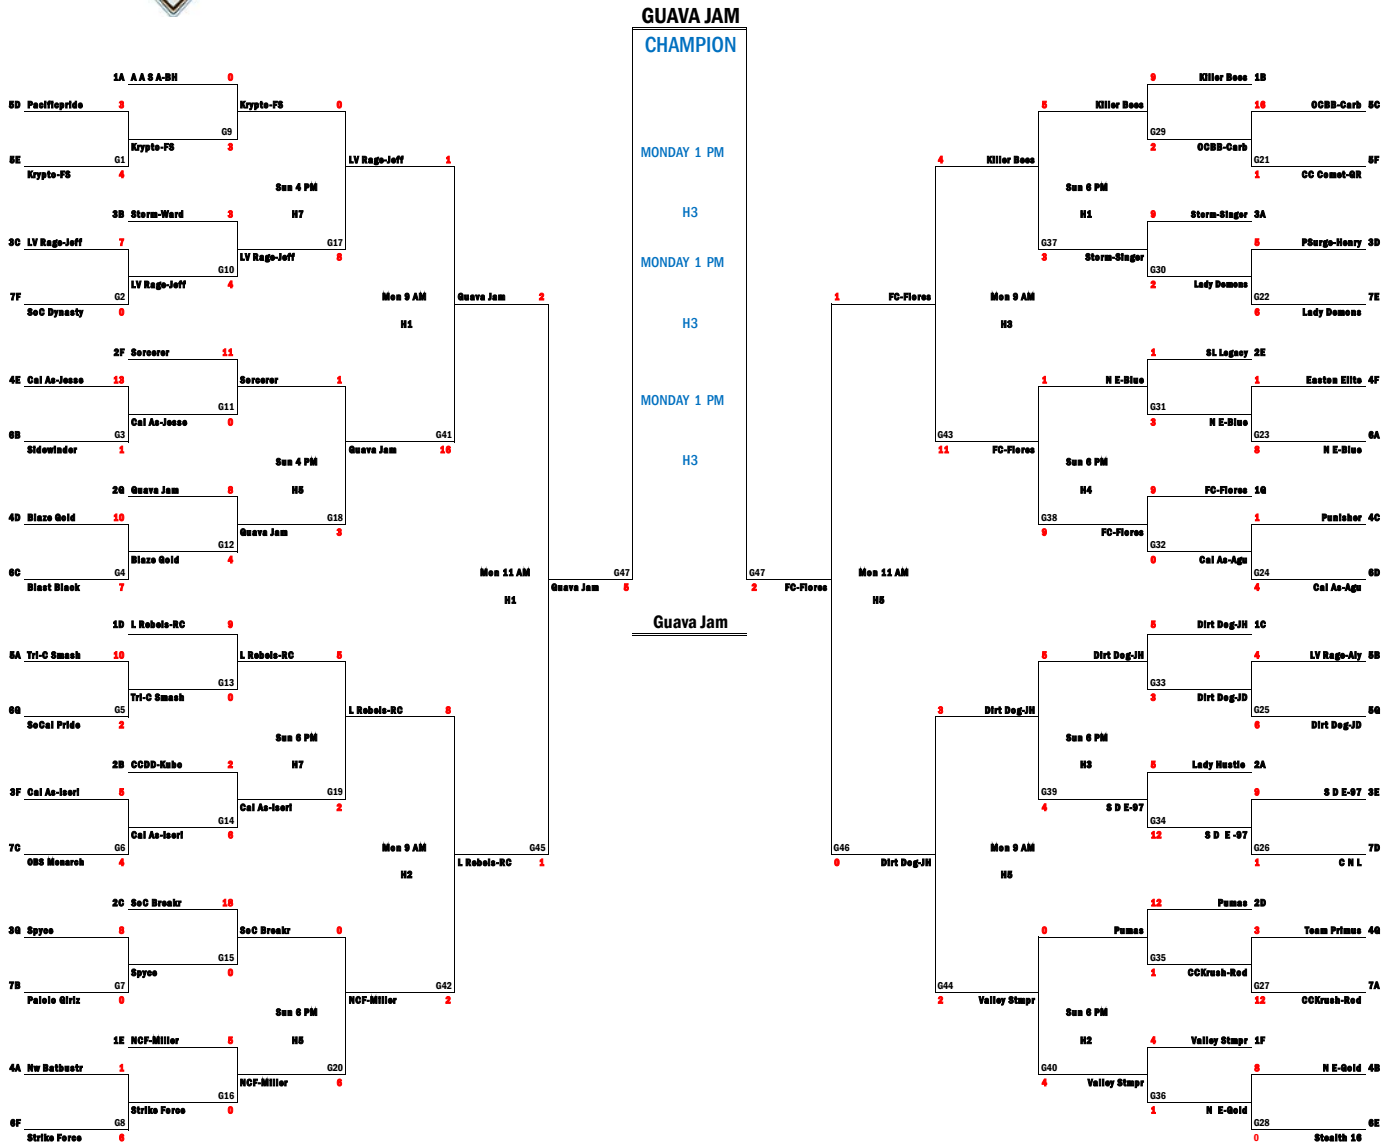 GUAVA JAM
CHAMPION
MONDAY 1 PM
H3
MONDAY 1 PM
H3
MONDAY 1 PM
H3
Guava Jam
1A A A S A-BH 0
5D Pacificpride 3
Krypto-FS 0
G9
Krypto-FS 3
5E G1
Krypto-FS 4
LV Rage-Jeff 1
Sun 4 PM
H7
3B Storm-Ward 3
3C LV Rage-Jeff 7
G17
LV Rage-Jeff 8
G10
LV Rage-Jeff 4
7F G2
SoC Dynasty 0
Mon 9 AM
H1
Guava Jam 2
2F Sorcerer 11
4E Cal As-Jesse 13
Sorcerer 1
G11
Cal As-Jesse 0
6B G3
Sidewinder 1
G41
Guava Jam 16
Sun 4 PM
H5
2G Guava Jam 8
4D Blaze Gold 10
G18
Guava Jam 3
G12
Blaze Gold 4
6C G4
Blast Black 7
Mon 11 AM
H1
G47
Guava Jam 5
1D L Rebels-RC 9
5A Tri-C Smash 10
L Rebels-RC 5
G13
Tri-C Smash 0
6G G5
SoCal Pride 2
L Rebels-RC 8
Sun 6 PM
H7
2B CCDD-Kubo 2
3F Cal As-Iseri 5
G19
Cal As-Iseri 2
G14
Cal As-Iseri 6
7C G6
OBS Monarch 4
Mon 9 AM
H2
G45
L Rebels-RC 1
2C SoC Breakr 18
3G Spyce 8
SoC Breakr 0
G15
Spyce 0
7B G7
Palolo Girlz 0
G42
NCF-Miller 2
Sun 6 PM
H5
1E NCF-Miller 5
4A Nw Batbustr 1
G20
NCF-Miller 6
G16
Strike Force 0
6F G8
Strike Force 6
9 Killer Bees 1B
5 Killer Bees
16 OCBB-Carb 5C
G29
2 OCBB-Carb
G21 5F
1 CC Comet-GR
4 Killer Bees
Sun 6 PM
H1
9 Storm-Singer 3A
G37
3 Storm-Singer
5 PSurge-Henry 3D
G30
2 Lady Demons
G22 7E
6 Lady Demons
1 FC-Flores
Mon 9 AM
H3
1 SL Legacy 2E
1 N E-Blue
1 Easton Elite 4F
G31
3 N E-Blue
G23 6A
8 N E-Blue
G43
11 FC-Flores
Sun 6 PM
H4
9 FC-Flores 1G
G38
9 FC-Flores
1 Punisher 4C
G32
0 Cal As-Agu
G24 6D
4 Cal As-Agu
G47
2 FC-Flores
Mon 11 AM
H5
5 Dirt Dog-JH 1C
5 Dirt Dog-JH
4 LV Rage-Aly 5B
G33
3 Dirt Dog-JD
G25 5G
6 Dirt Dog-JD
3 Dirt Dog-JH
Sun 6 PM
H3
5 Lady Hustle 2A
G39
4 S D E-97
9 S D E-97 3E
G34
12 S D E -97
G26 7D
1 C N L
G46
0 Dirt Dog-JH
Mon 9 AM
H5
12 Pumas 2D
0 Pumas
3 Team Primus 4G
G35
1 CCKrush-Red
G27 7A
12 CCKrush-Red
G44
2 Valley Stmpr
Sun 6 PM
H2
4 Valley Stmpr 1F
G40
4 Valley Stmpr
8 N E-Gold 4B
G36
1 N E-Gold
G28 6E
0 Stealth 16